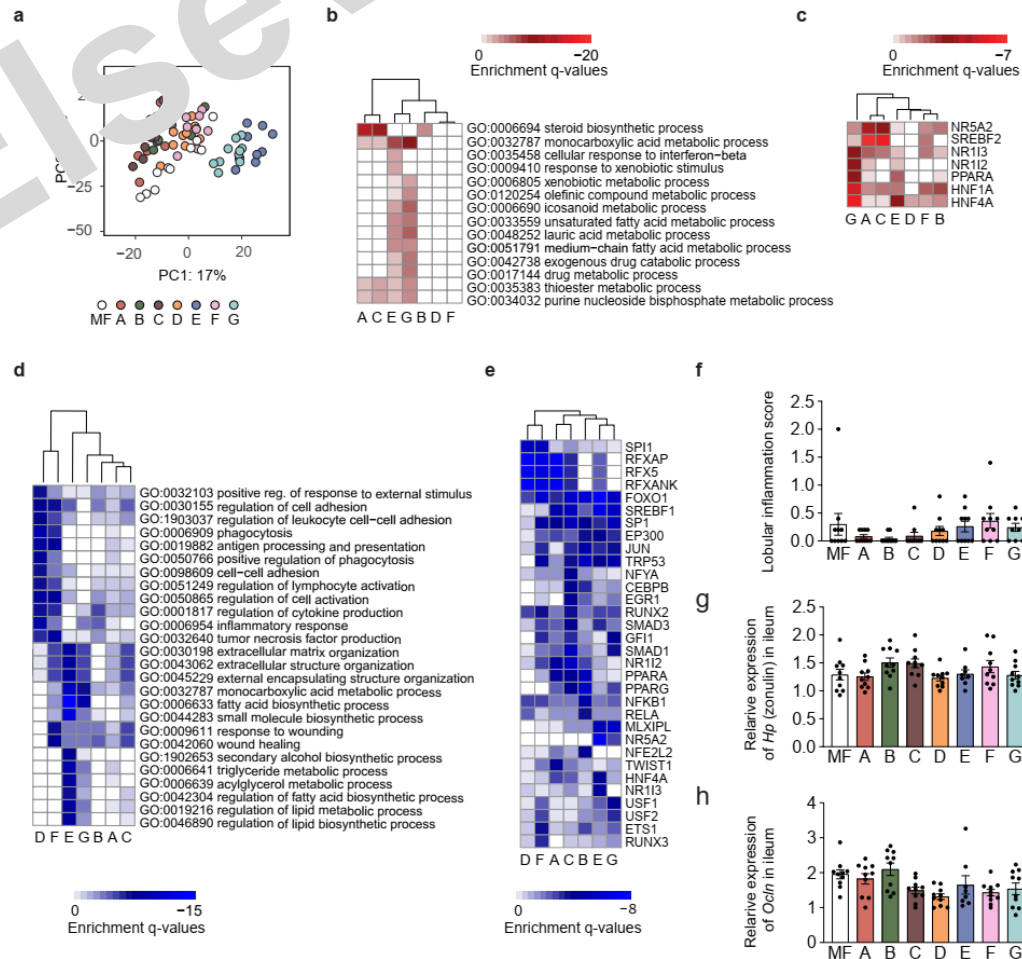 a
2
0
−25
−50
PC
−20
0
20
PC1: 17%
MF A B C D E F G
b
0
−20
Enrichment q-values
GO:0006694 steroid biosynthetic process
GO:0032787 monocarboxylic acid metabolic process
GO:0035458 cellular response to interferon-beta
GO:0009410 response to xenobiotic stimulus
GO:0006805 xenobiotic metabolic process
GO:0120254 olefinic compound metabolic process
GO:0006690 icosanoid metabolic process
GO:0033559 unsaturated fatty acid metabolic process
GO:0048252 lauric acid metabolic process
GO:0051791 medium-chain fatty acid metabolic process
GO:0042738 exogenous drug catabolic process
GO:0017144 drug metabolic process
GO:0035383 thioester metabolic process
GO:0034032 purine nucleoside bisphosphate metabolic process
A C E G B D F
c
0
−7
Enrichment q-values
NR5A2
SREBF2
NR1I3
NR1I2
PPARA
HNF1A
HNF4A
G A C E D F B
d
GO:0032103 positive reg. of response to external stimulus
GO:0030155 regulation of cell adhesion
GO:1903037 regulation of leukocyte cell−cell adhesion
GO:0006909 phagocytosis
GO:0019882 antigen processing and presentation
GO:0050766 positive regulation of phagocytosis
GO:0098609 cell−cell adhesion
GO:0051249 regulation of lymphocyte activation
GO:0050865 regulation of cell activation
GO:0001817 regulation of cytokine production
GO:0006954 inflammatory response
GO:0032640 tumor necrosis factor production
GO:0030198 extracellular matrix organization
GO:0043062 extracellular structure organization
GO:0045229 external encapsulating structure organization
GO:0032787 monocarboxylic acid metabolic process
GO:0006633 fatty acid biosynthetic process
GO:0044283 small molecule biosynthetic process
GO:0009611 response to wounding
GO:0042060 wound healing
GO:1902653 secondary alcohol biosynthetic process
GO:0006641 triglyceride metabolic process
GO:0006639 acylglycerol metabolic process
GO:0042304 regulation of fatty acid biosynthetic process
GO:0019216 regulation of lipid metabolic process
GO:0046890 regulation of lipid biosynthetic process
D F E G B A C
0
−15
Enrichment q-values
e
SPI1
RFXAP
RFX5
RFXANK
FOXO1
SREBF1
SP1
EP300
JUN
TRP53
NFYA
CEBPB
EGR1
RUNX2
SMAD3
GFI1
SMAD1
NR1I2
PPARA
PPARG
NFKB1
RELA
MLXIPL
NR5A2
NFE2L2
TWIST1
HNF4A
NR1I3
USF1
USF2
ETS1
RUNX3
D F A C B E G
0
−8
Enrichment q-values
f
Lobular inflammation score
2.5
2.0
1.5
1.0
0.5
0.0
MF A B C D E F G
g
Relarive expression
of Hp (zonulin) in ileum
2.5
2.0
1.5
1.0
0.0
MF A B C D E F G
h
Relarive expression
of Ocln in ileum
4
3
2
1
0
MF A B C D E F G